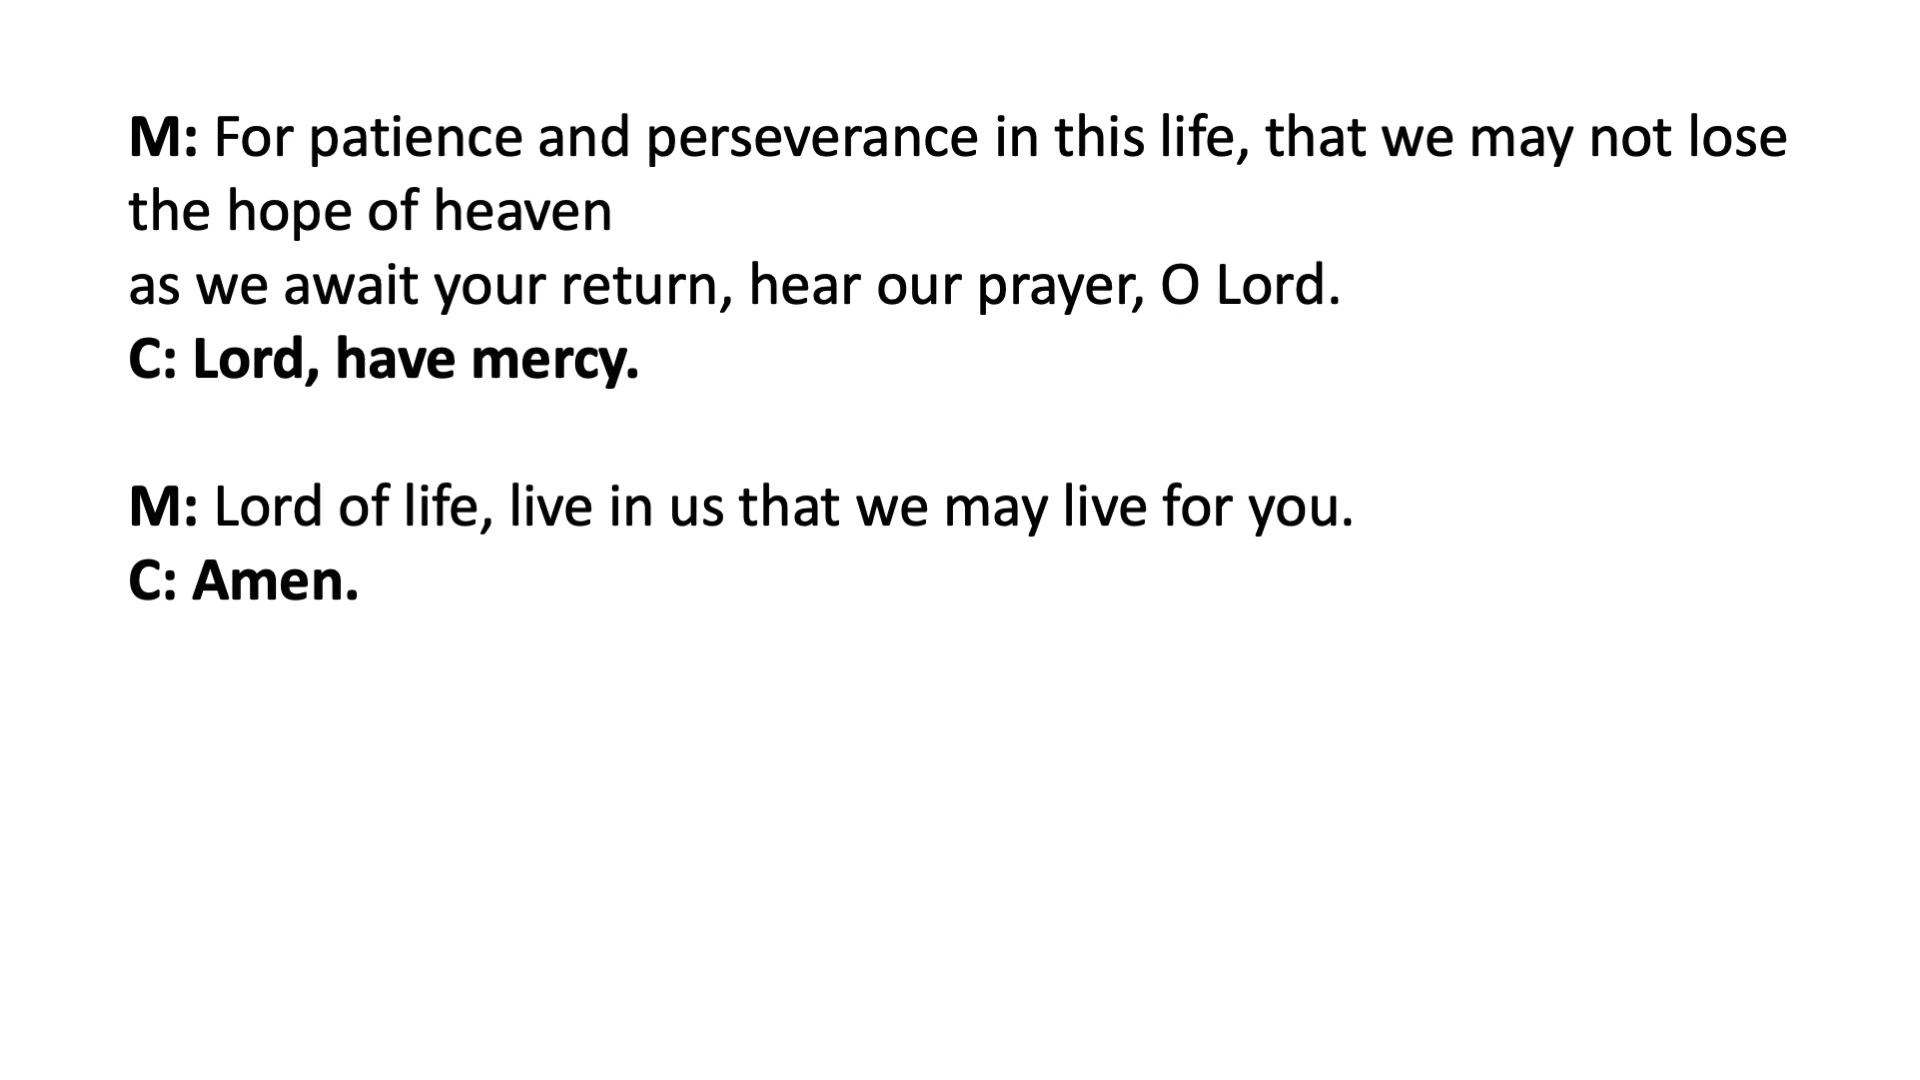 M: For patience and perseverance in this life, that we may not lose
the hope of heaven
as we await your return, hear our prayer, O Lord.
C: Lord, have mercy.
M: Lord of life, live in us that we may live for you.
C: Amen.